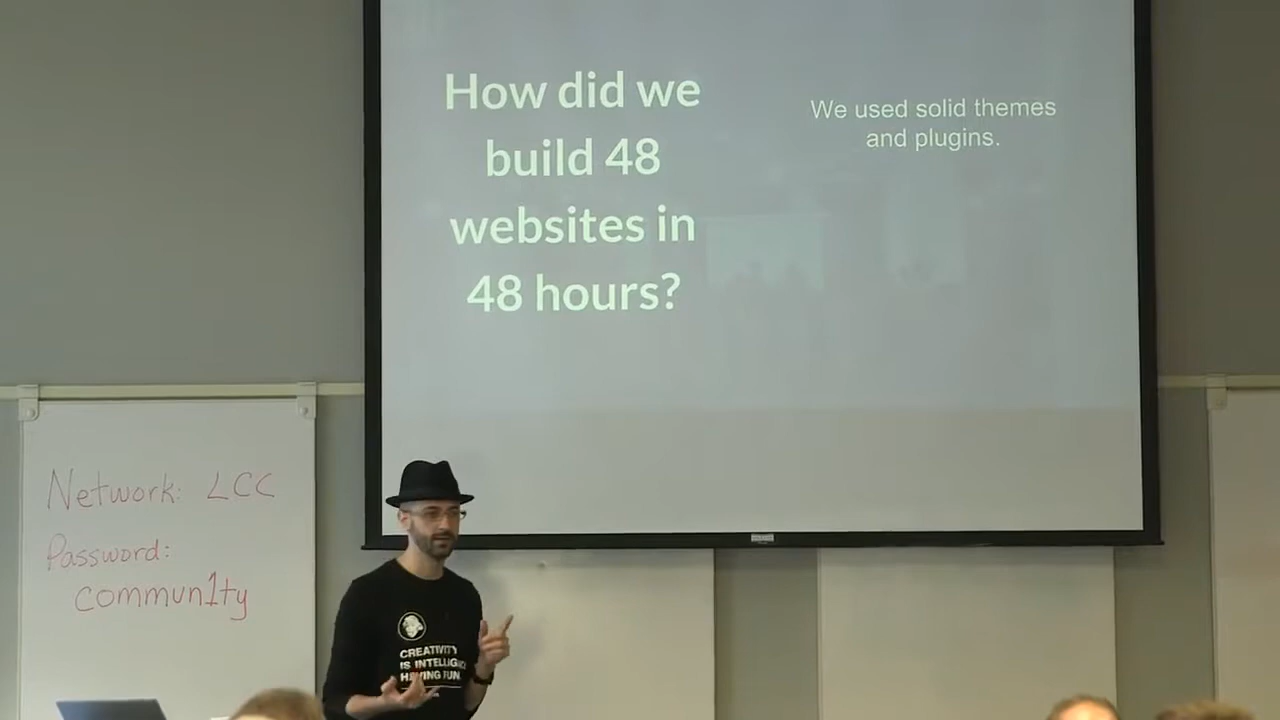 How did we
build 48
websites in
48 hours?
We used solid themes
and plugins.
Network: LCC
Password:
commun1ty
CREATIVITY
IS INTELLIGENCE
HAVING FUN.